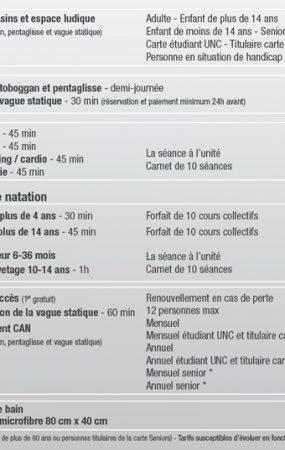 sins et espace ludique
n, pentaglisse et vague statique)
Adulte - Enfant de plus de 14 ans
Enfant de moins de 14 ans - Senior
Carte étudiant UNC - Titulaire carte
Personne en situation de handicap
toboggan et pentaglisse - demi-journée
vague statique - 30 min (réservation et paiement minimum 24h avant)
- 45 min
- 45 min
ing / cardio - 45 min
ie - 45 min
La séance à l'unité
Carnet de 10 séances
e natation
plus de 4 ans - 30 min
Forfait de 10 cours collectifs
plus de 14 ans - 45 min
Forfait de 10 cours collectifs
eur 6-36 mois
vetage 10-14 ans - 1h
La séance à l'unité
Carnet de 10 séances
ccès (1er gratuit)
on de la vague statique - 60 min
ent CAN
n, pentaglisse et vague statique)
Renouvellement en cas de perte
12 personnes max
Mensuel
Mensuel étudiant UNC et titulaire ca
Annuel
Annuel étudiant UNC et titulaire car
Mensuel senior *
Annuel senior *
e bain
microfibre 80 cm x 40 cm
de plus de 60 ans ou personnes titulaires de la carte Seniors) - Tarifs susceptibles d'évoluer en fonct